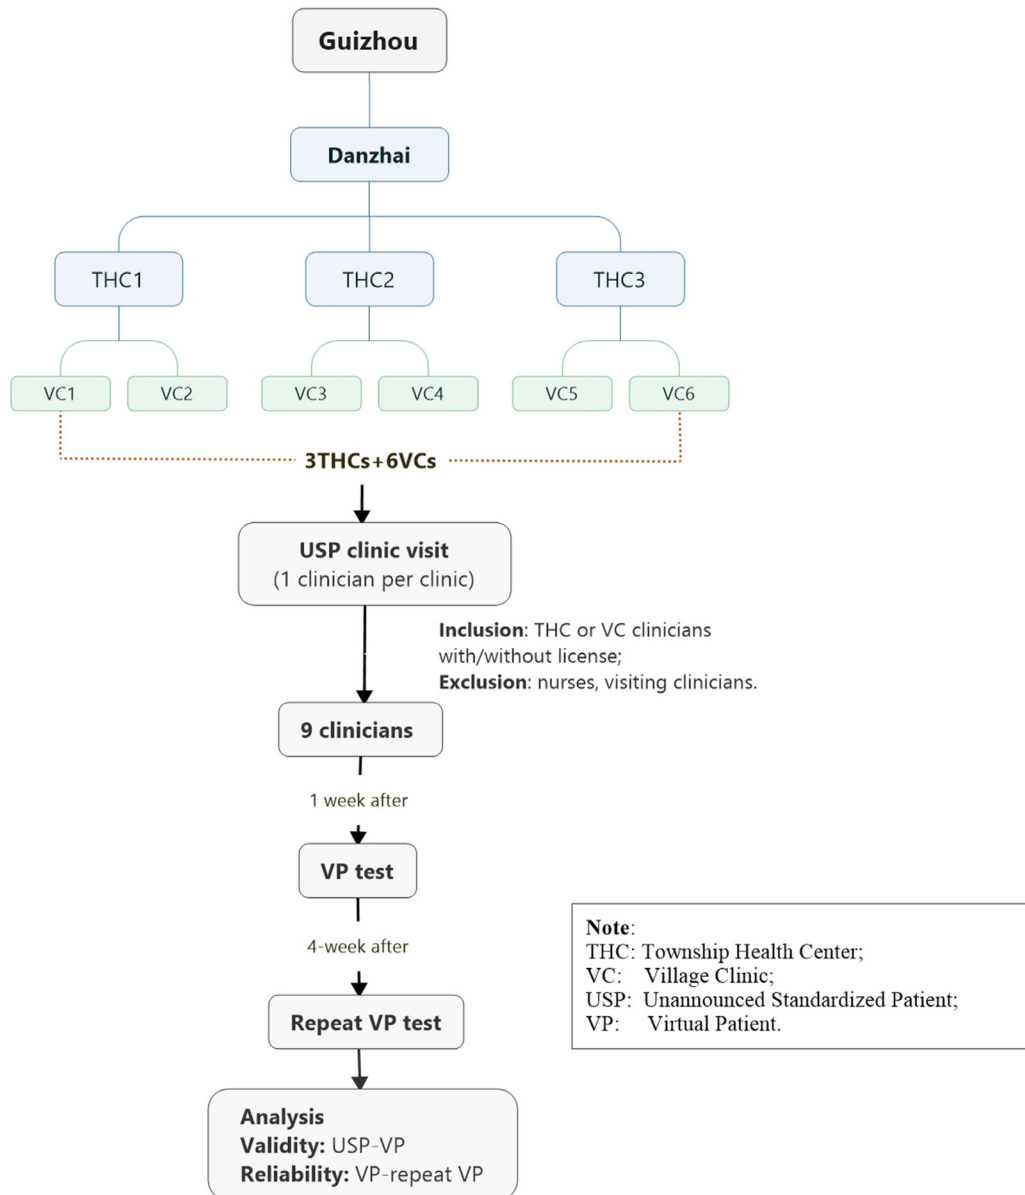 Guizhou
Danzhai
THC1
THC2
THC3
VC1
VC2
VC3
VC4
VC5
VC6
3THCs+6VCs
USP clinic visit
(1 clinician per clinic)
Inclusion: THC or VC clinicians
with/without license;
Exclusion: nurses, visiting clinicians.
9 clinicians
1 week after
VP test
4-week after
Repeat VP test
Note:
THC: Township Health Center;
VC: Village Clinic;
USP: Unannounced Standardized Patient;
VP: Virtual Patient.
Analysis
Validity: USP-VP
Reliability: VP-repeat VP